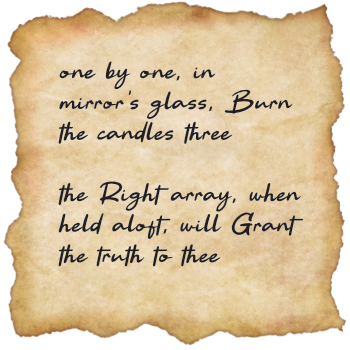 one by one, in
mirror's glass, Burn
the candles three
the Right array, when
held aloft, will Grant
the truth to thee